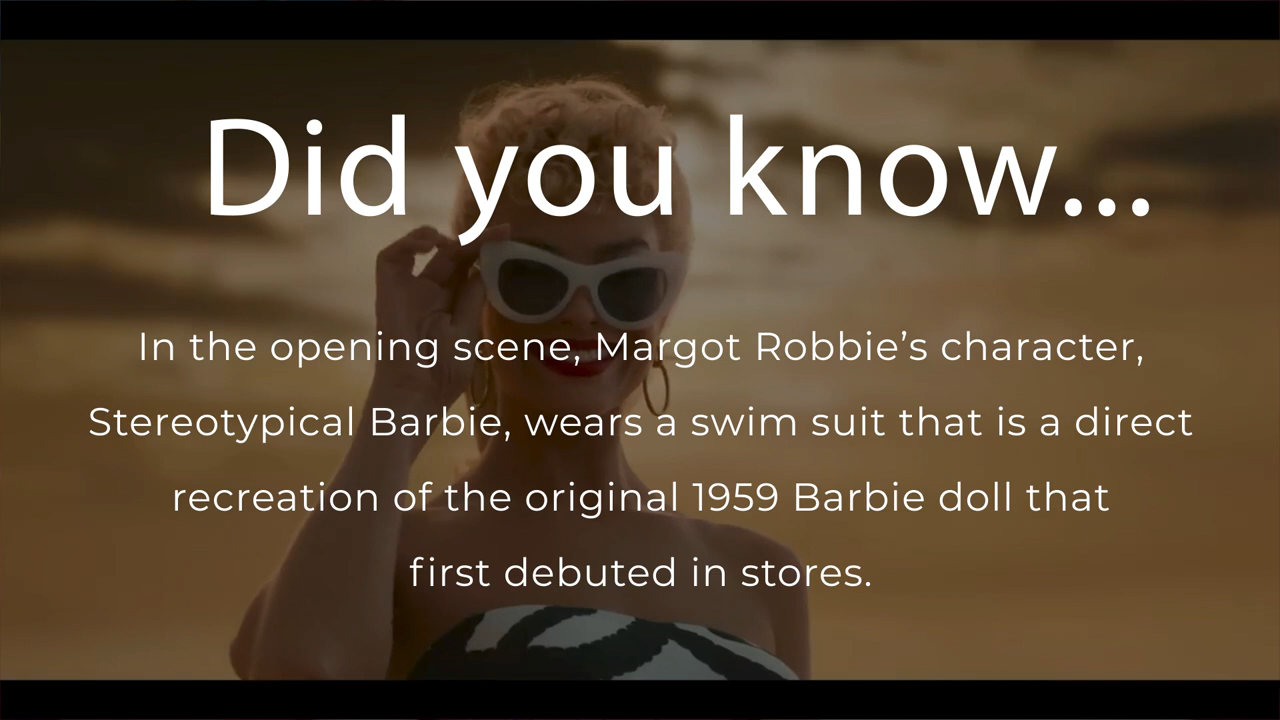 Did you know...
In the opening scene, Margot Robbie’s character,
Stereotypical Barbie, wears a swim suit that is a direct
recreation of the original 1959 Barbie doll that
first debuted in stores.